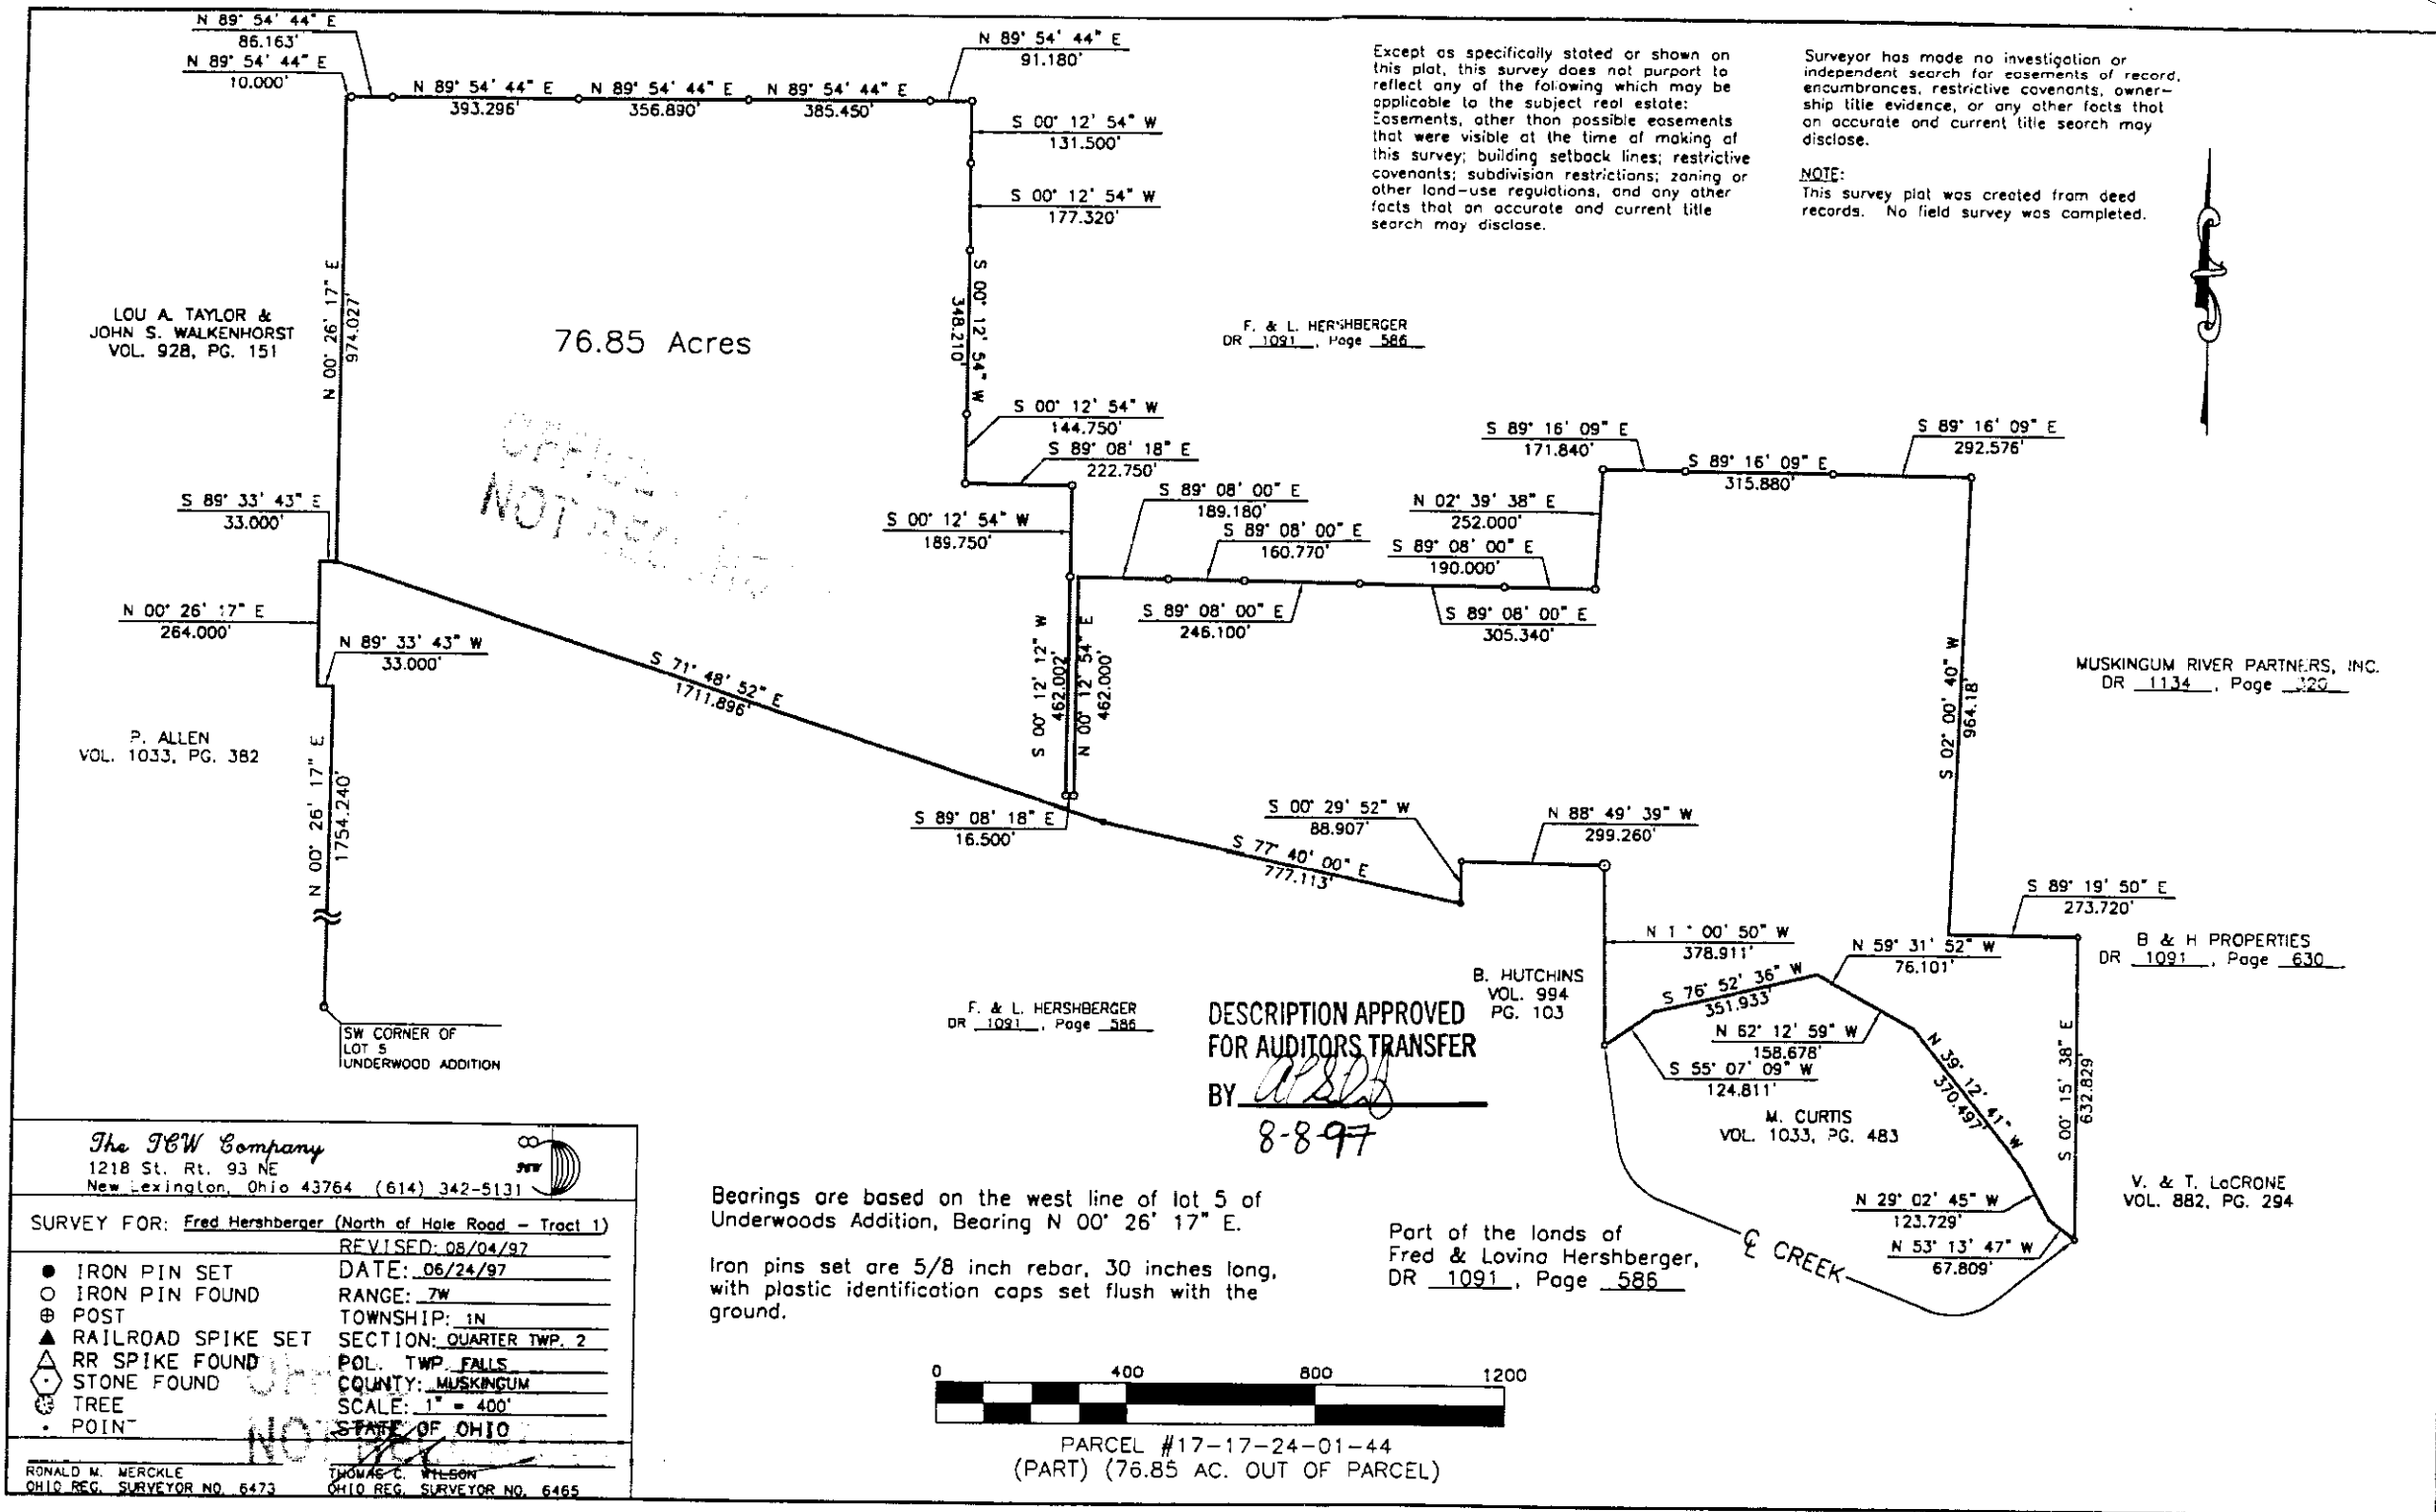 N 89° 54' 44" E
86.163'
N 89° 54' 44" E
10.000'
N 89° 54' 44" E
393.296'
N 89° 54' 44" E
356.890'
N 89° 54' 44" E
385.450'
N 89° 54' 44" E
91.180'
S 00° 12' 54" W
131.500'
S 00° 12' 54" W
177.320'
S 00° 12' 54" W
348.210'
S 00° 12' 54" W
144.750'
S 89° 08' 18" E
222.750'
S 00° 12' 54" W
189.750'
Except as specifically stated or shown on
this plat, this survey does not purport to
reflect any of the following which may be
applicable to the subject real estate:
Easements, other than possible easements
that were visible at the time of making of
this survey; building setback lines; restrictive
covenants; subdivision restrictions; zoning or
other land-use regulations, and any other
facts that an accurate and current title
search may disclose.
Surveyor has made no investigation or
independent search for easements of record,
encumbrances, restrictive covenants, owner-
ship title evidence, or any other facts that
an accurate and current title search may
disclose.
NOTE:
This survey plat was created from deed
records. No field survey was completed.
LOU A. TAYLOR &
JOHN S. WALKENHORST
VOL. 928, PG. 151
N 00° 26' 17" E
974.027'
76.85 Acres
F. & L. HERSHBERGER
DR 1091, Page 586
S 89° 08' 00" E
189.180'
S 89° 08' 00" E
160.770'
S 89° 08' 00" E
246.100'
S 89° 08' 00" E
305.340'
S 89° 08' 00" E
190.000'
N 02° 39' 38" E
252.000'
S 89° 16' 09" E
171.840'
S 89° 16' 09" E
315.880'
S 89° 16' 09" E
292.576'
S 89° 33' 43" E
33.000'
N 00° 26' 17" E
264.000'
N 89° 33' 43" W
33.000'
P. ALLEN
VOL. 1033, PG. 382
N 00° 26' 17" E
1754.240'
S 71° 48' 52" E
1711.896'
S 00° 12' 12" W
462.002'
N 00° 12' 54" E
462.000'
S 89° 08' 18" E
16.500'
S 77° 40' 00" E
777.113'
S 00° 29' 52" W
88.907'
N 88° 49' 39" W
299.260'
S 02° 00' 40" W
964.18'
MUSKINGUM RIVER PARTNERS, INC.
DR 1134, Page
S 89° 19' 50" E
273.720'
B & H PROPERTIES
DR 1091, Page 630
N 1° 00' 50" W
378.911'
N 59° 31' 52" W
76.101'
B. HUTCHINS
VOL. 994
PG. 103
S 76° 52' 36" W
351.933'
N 62° 12' 59" W
158.678'
S 55° 07' 09" W
124.811'
N 39° 12' 41" W
370.497'
S 00° 15' 38" E
632.829'
M. CURTIS
VOL. 1033, PG. 483
V. & T. LaCRONE
VOL. 882, PG. 294
N 29° 02' 45" W
123.729'
N 53° 13' 47" W
67.809'
℄ CREEK
SW CORNER OF
LOT 5
UNDERWOOD ADDITION
F. & L. HERSHBERGER
DR 1091, Page 586
DESCRIPTION APPROVED
FOR AUDITORS TRANSFER
BY
8-8-97
Bearings are based on the west line of lot 5 of
Underwoods Addition, Bearing N 00° 26' 17" E.
Iron pins set are 5/8 inch rebar, 30 inches long,
with plastic identification caps set flush with the
ground.
Part of the lands of
Fred & Lovina Hershberger,
DR 1091, Page 586
The TCW Company
1218 St. Rt. 93 NE
New Lexington, Ohio 43764 (614) 342-5131
TCW
SURVEY FOR: Fred Hershberger (North of Hale Road - Tract 1)
REVISED: 08/04/97
IRON PIN SET
DATE: 06/24/97
IRON PIN FOUND
RANGE: 7W
POST
TOWNSHIP: 1N
RAILROAD SPIKE SET
SECTION: QUARTER TWP. 2
RR SPIKE FOUND
POL. TWP. FALLS
STONE FOUND
COUNTY: MUSKINGUM
TREE
SCALE: 1" = 400'
POINT
STATE OF OHIO
RONALD M. MERCKLE
OHIO REG. SURVEYOR NO. 6473
THOMAS C. WILSON
OHIO REG. SURVEYOR NO. 6465
0 400 800 1200
PARCEL #17-17-24-01-44
(PART) (76.85 AC. OUT OF PARCEL)